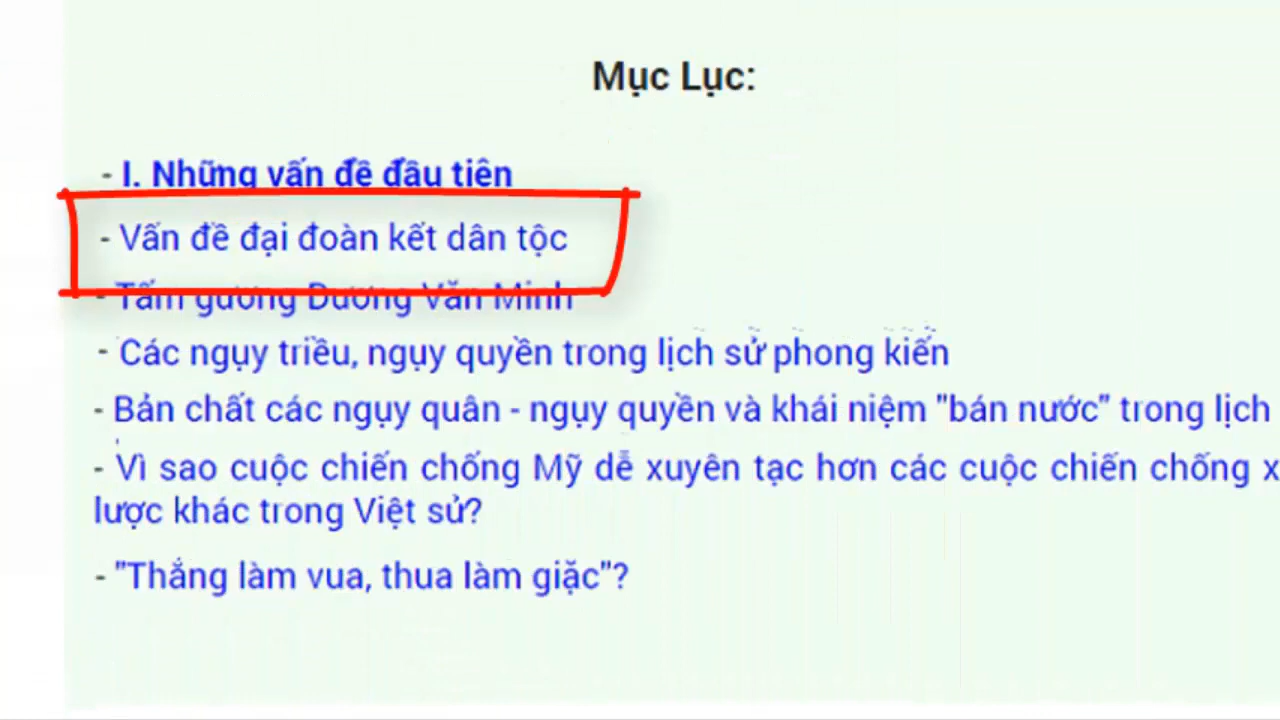 Mục Lục:
- I. Những vấn đề đầu tiên
- Vấn đề đại đoàn kết dân tộc
- Tấm gương Dương Văn Minh
- Các ngụy triều, ngụy quyền trong lịch sử phong kiến
- Bản chất các ngụy quân - ngụy quyền và khái niệm "bán nước" trong lịch
- Vì sao cuộc chiến chống Mỹ dễ xuyên tạc hơn các cuộc chiến chống x
lược khác trong Việt sử?
- "Thắng làm vua, thua làm giặc"?